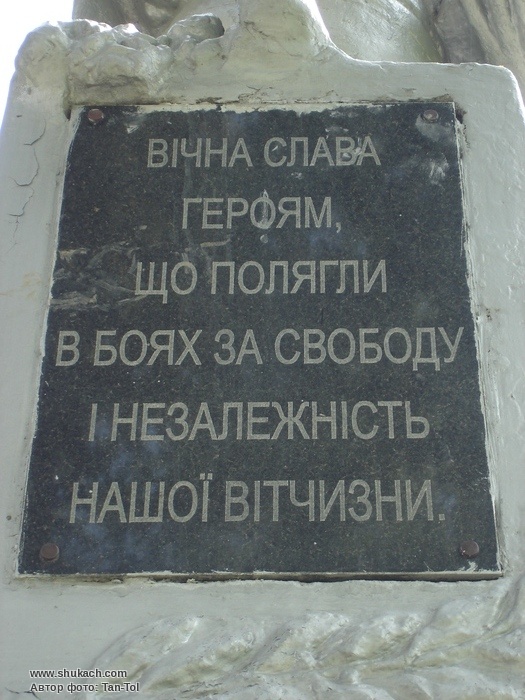 ВІЧНА СЛАВА
ГЕРОЯМ,
ЩО ПОЛЯГЛИ
В БОЯХ ЗА СВОБОДУ
І НЕЗАЛЕЖНІСТЬ
НАШОЇ ВІТЧИЗНИ.
www.shukach.com
Автор фото: Tan-Tol